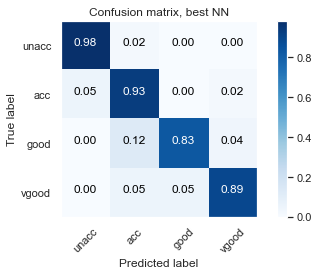 Confusion matrix, best NN
True label
unacc 0.98 0.02 0.00 0.00
acc 0.05 0.93 0.00 0.02
good 0.00 0.12 0.83 0.04
vgood 0.00 0.05 0.05 0.89
unacc acc good vgood
Predicted label
0.8
0.6
0.4
0.2
0.0